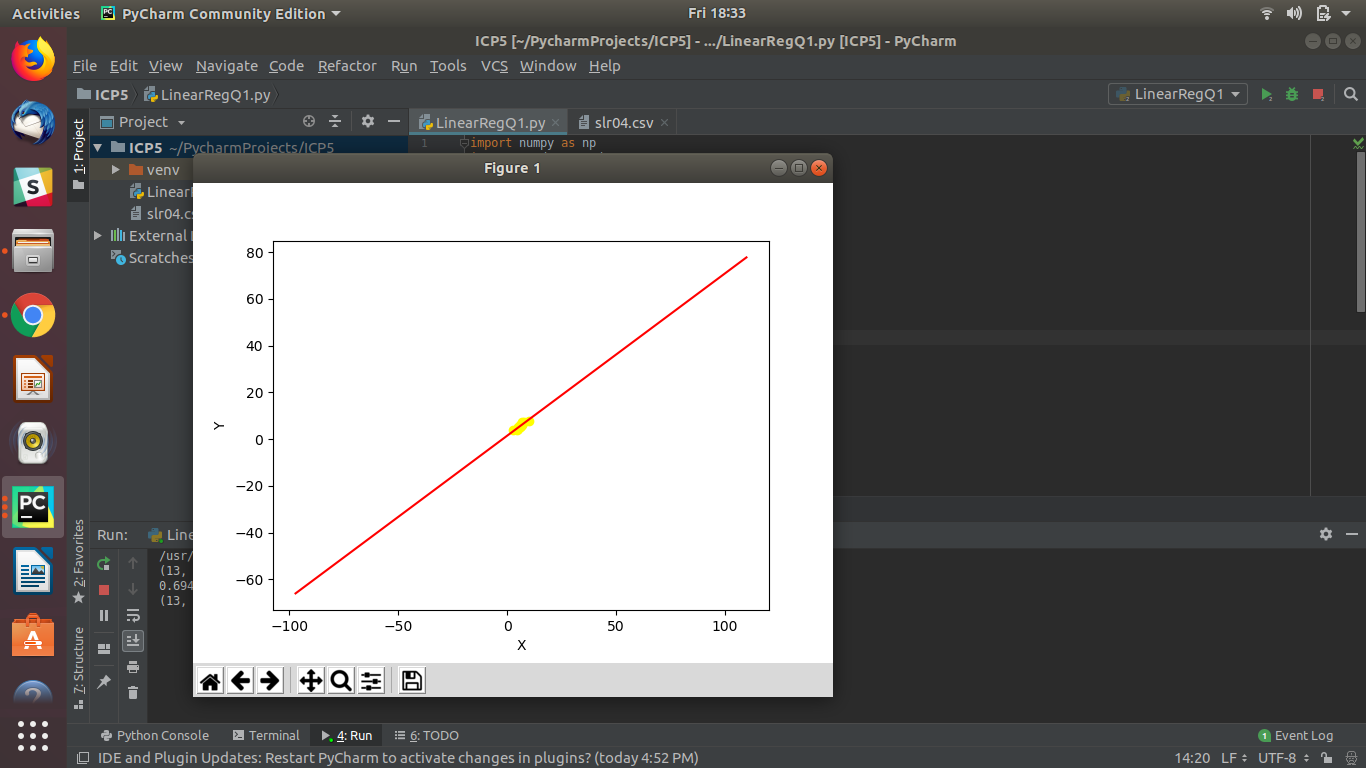 Activities PyCharm Community Edition Fri 18:33
ICP5 [~/PycharmProjects/ICP5] - .../LinearRegQ1.py [ICP5] - PyCharm
File Edit View Navigate Code Refactor Run Tools VCS Window Help
ICP5 LinearRegQ1.py LinearRegQ1
Project LinearRegQ1.py slr04.csv
1: Project
ICP5 ~/PycharmProjects/ICP5
1 import numpy as np
venv
slr04.cs
External
Scratches
Figure 1
80
60
40
20
0
−20
−40
−60
Y
−100 −50 0 50 100
X
Run:
/usr/
(13,
0.694
(13,
2: Favorites
7: Structure
Python Console Terminal 4: Run 6: TODO 1 Event Log
IDE and Plugin Updates: Restart PyCharm to activate changes in plugins? (today 4:52 PM) 14:20 LF UTF-8